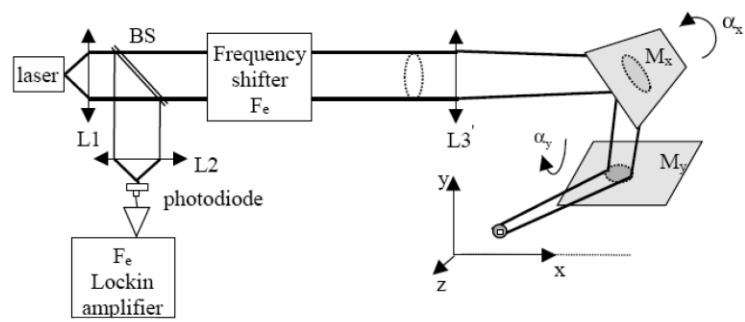 BS
laser
Frequency
shifter
Fe
Mx
αx
L1
L3'
L2
αy
My
photodiode
y
x
z
Fe
Lockin
amplifier